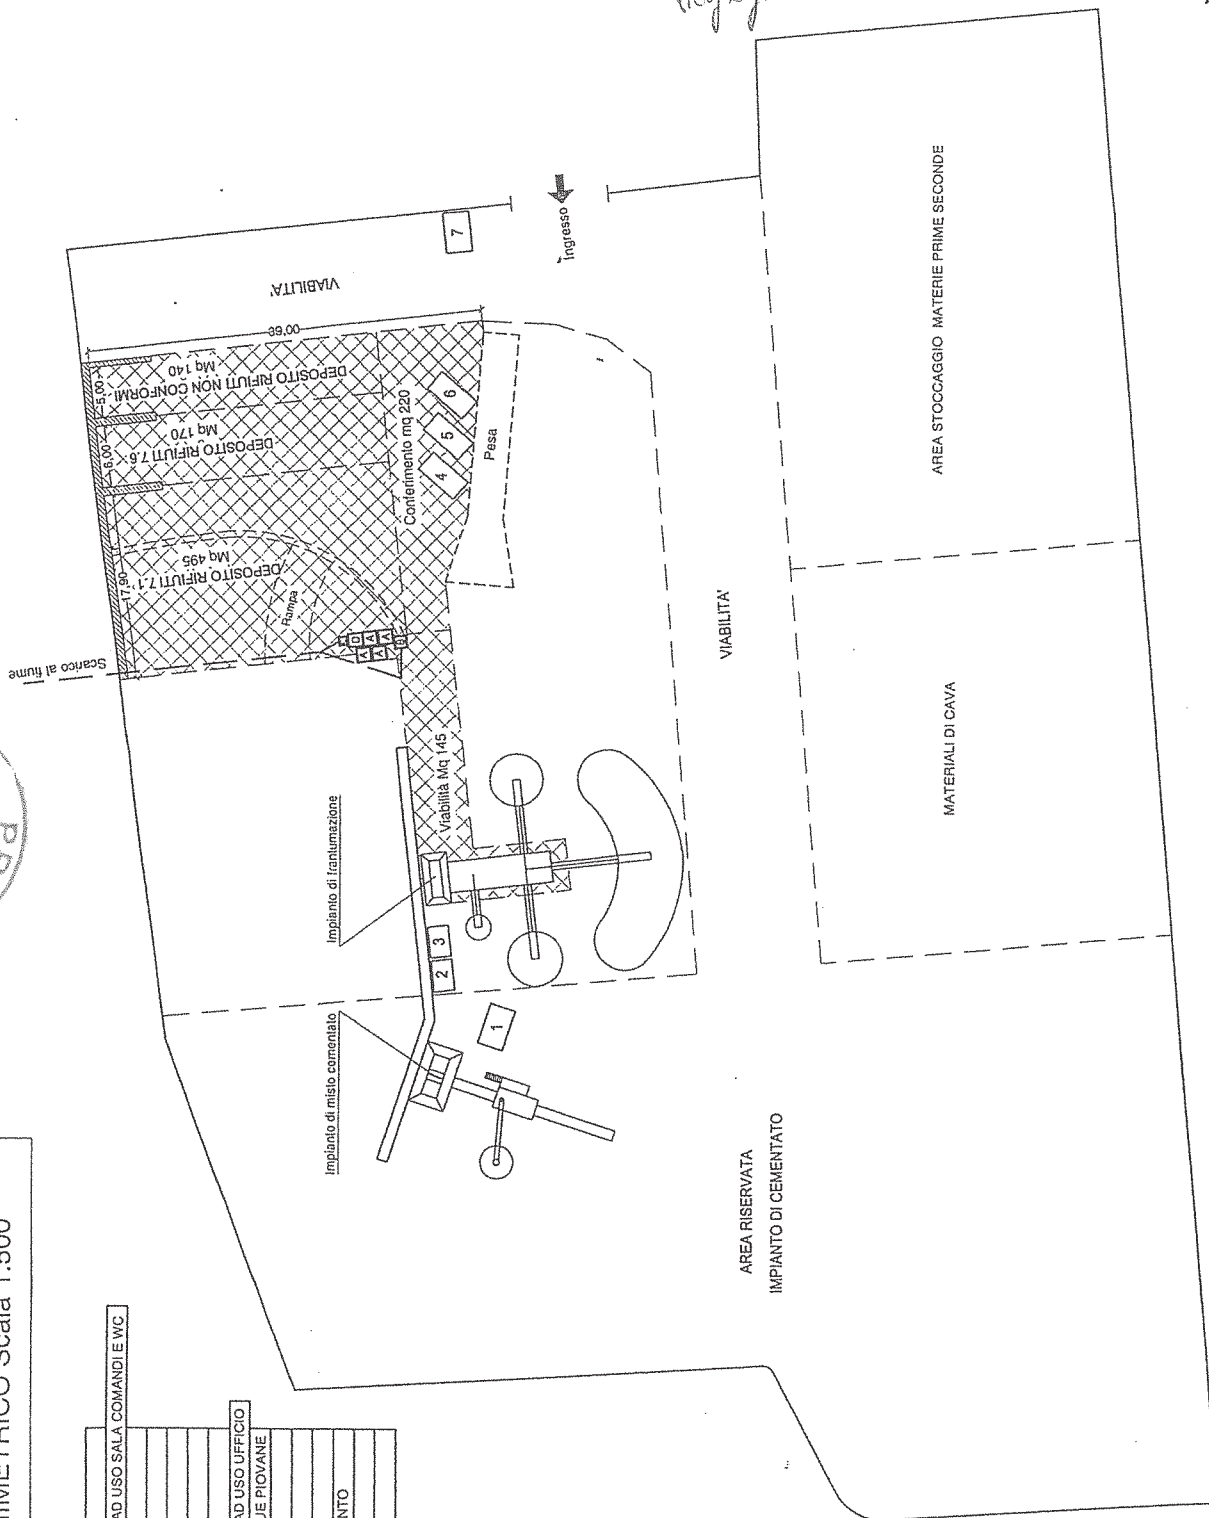 Ingresso
7
VIABILITA'
39,00
5,00
DEPOSITO RIFIUTI NON CONFORMI
Mq 140
6,00
DEPOSITO RIFIUTI 7.6
Mq 170
17,90
DEPOSITO RIFIUTI 7.1
Mq 495
Rampa
Scarico al fiume
Conferimento mq 220
6
5
4
Pesa
D
A
A
A
A
Viabilità Mq 145
Impianto di frantumazione
3
2
1
Impianto di misto cementato
VIABILITA'
AREA STOCCAGGIO MATERIE PRIME SECONDE
MATERIALI DI CAVA
AREA RISERVATA
IMPIANTO DI CEMENTATO
Scala 1:500
AD USO SALA COMANDI E WC
AD USO UFFICIO
PIOVANE